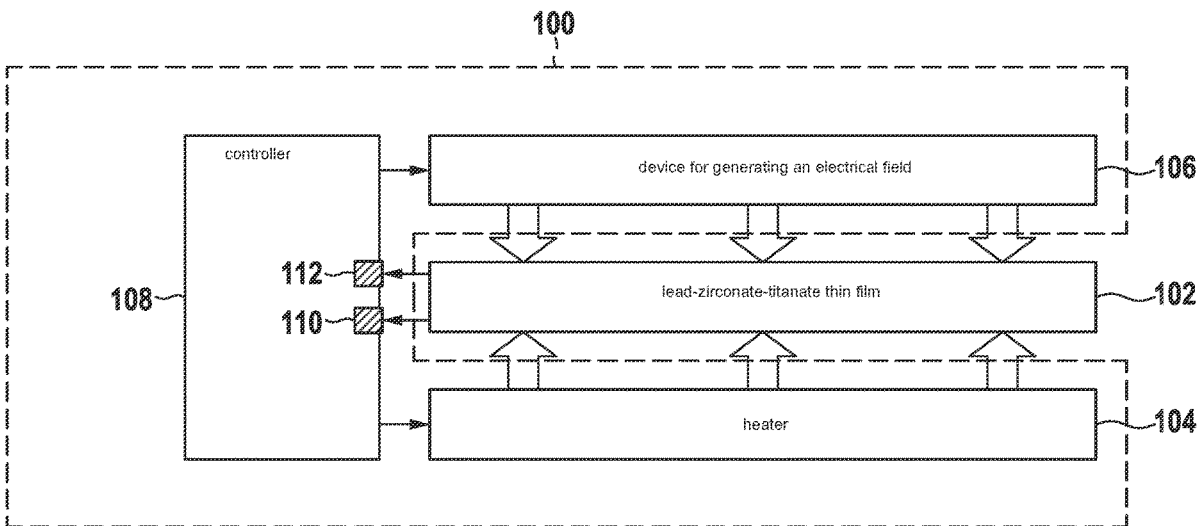 100
controller
device for generating an electrical field
106
112
lead-zirconate-titanate thin film
102
108
110
heater
104